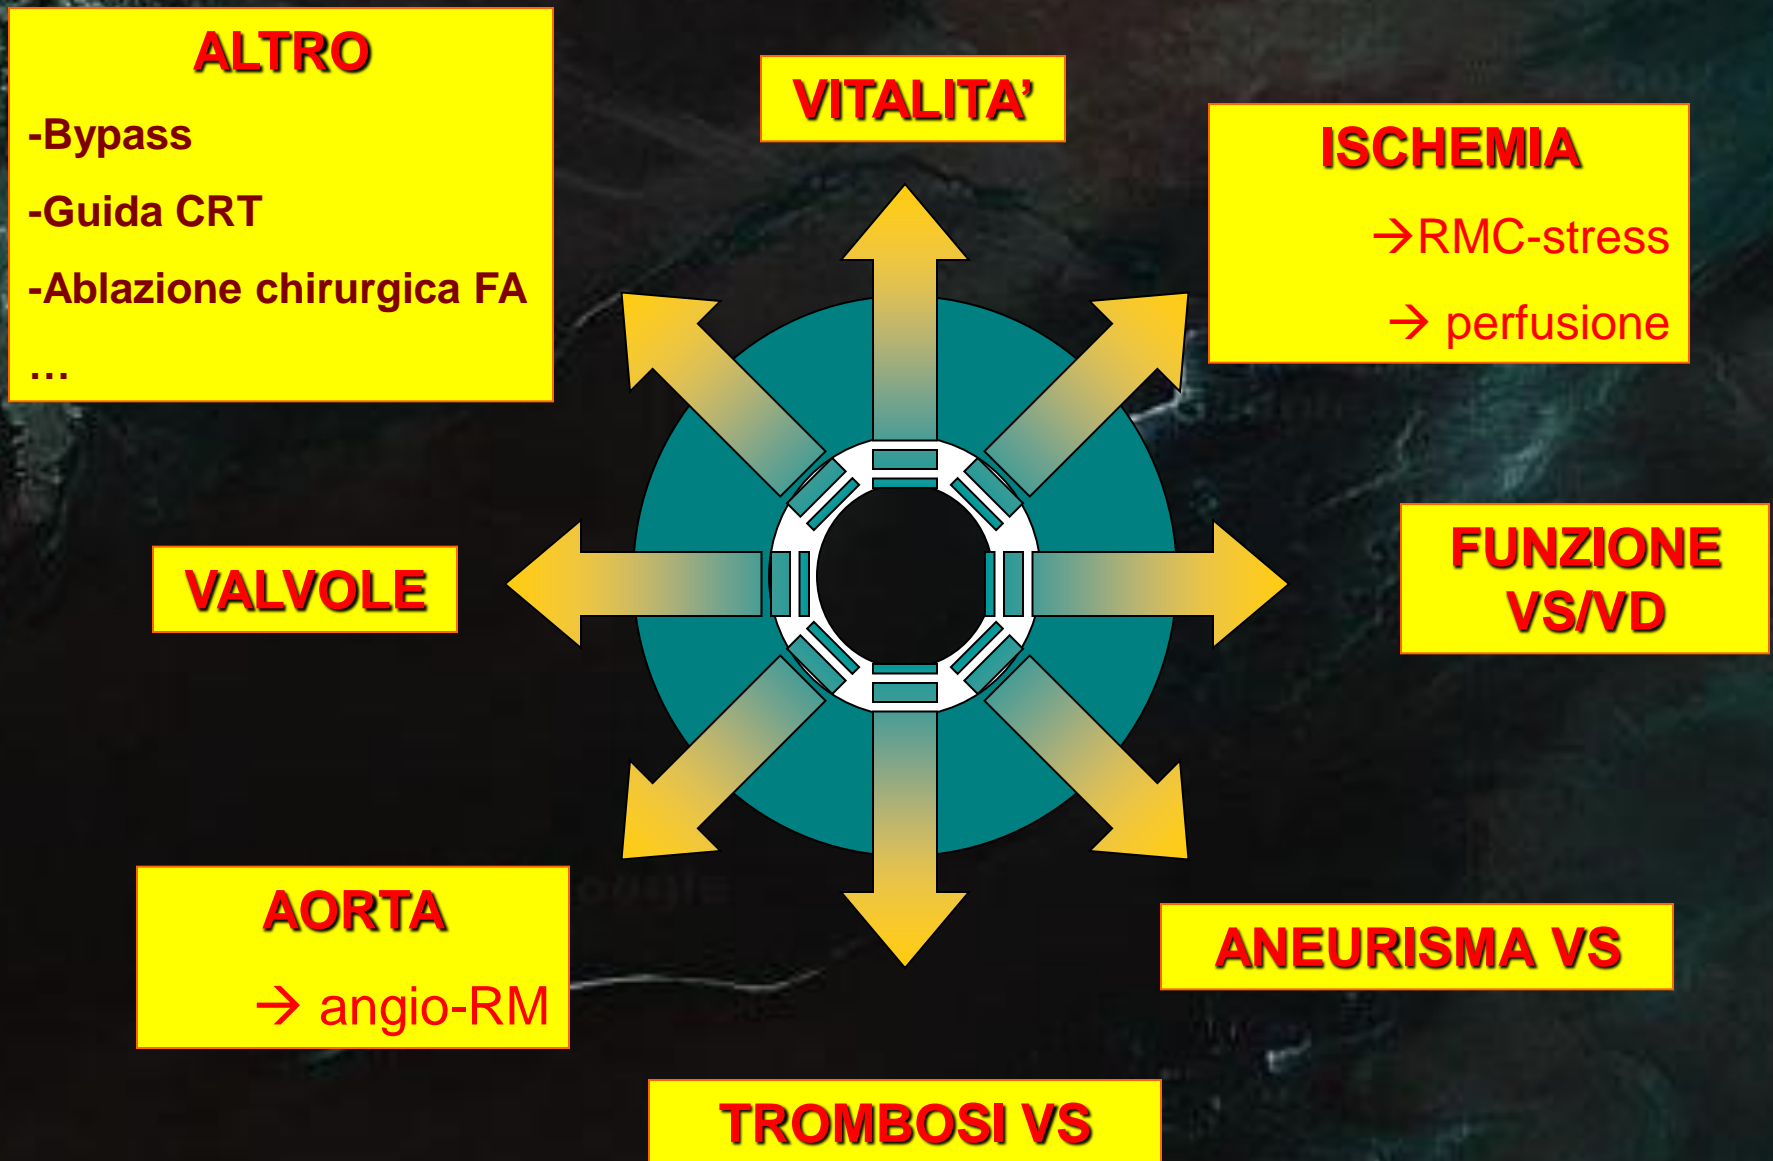 ALTRO
-Bypass
-Guida CRT
-Ablazione chirurgica FA
…
VITALITA’
ISCHEMIA
→RMC-stress
→ perfusione
VALVOLE
FUNZIONE
VS/VD
AORTA
→ angio-RM
ANEURISMA VS
TROMBOSI VS